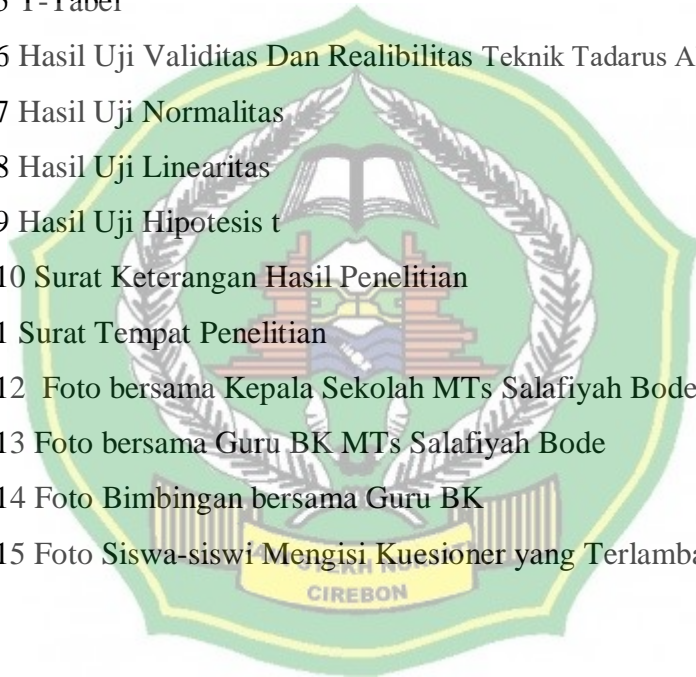 T-Tabel
6 Hasil Uji Validitas Dan Realibilitas Teknik Tadarus A
7 Hasil Uji Normalitas
8 Hasil Uji Linearitas
9 Hasil Uji Hipotesis t
10 Surat Keterangan Hasil Penelitian
1 Surat Tempat Penelitian
12 Foto bersama Kepala Sekolah MTs Salafiyah Bode
13 Foto bersama Guru BK MTs Salafiyah Bode
14 Foto Bimbingan bersama Guru BK
15 Foto Siswa-siswi Mengisi Kuesioner yang
CIREBON